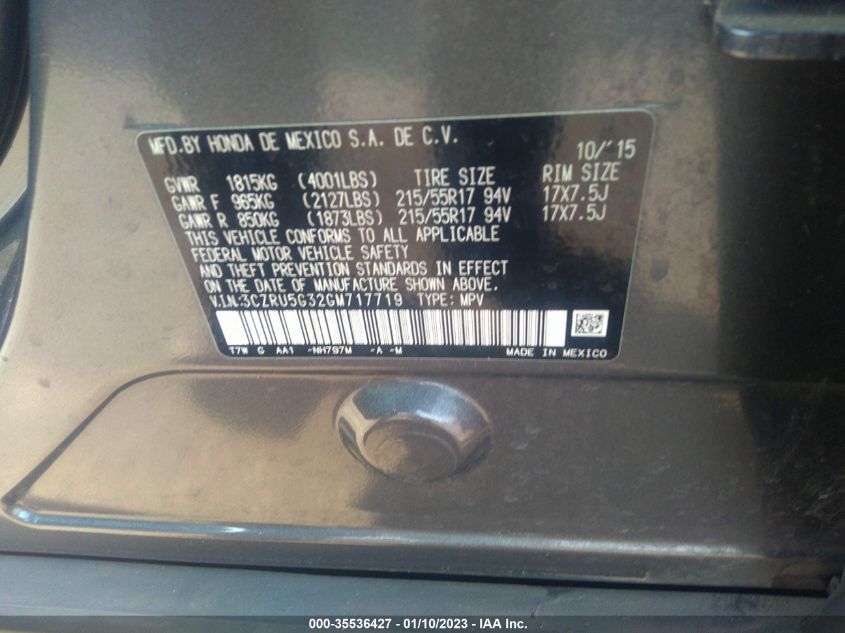 MFD.BY HONDA DE MEXICO S.A. DE C.V. 10/'15
GVWR 1815KG (4001LBS) TIRE SIZE RIM SIZE
GAWR F 965KG (2127LBS) 215/55R17 94V 17X7.5J
GAWR R 850KG (1873LBS) 215/55R17 94V 17X7.5J
THIS VEHICLE CONFORMS TO ALL APPLICABLE
FEDERAL MOTOR VEHICLE SAFETY
AND THEFT PREVENTION STANDARDS IN EFFECT
ON THE DATE OF MANUFACTURE SHOWN ABOVE.
V.I.N:3CZRU5G32GM717719 TYPE: MPV
T7W G AA1 -NH797M -A -M MADE IN MEXICO
000-35536427 - 01/10/2023 - IAA Inc.